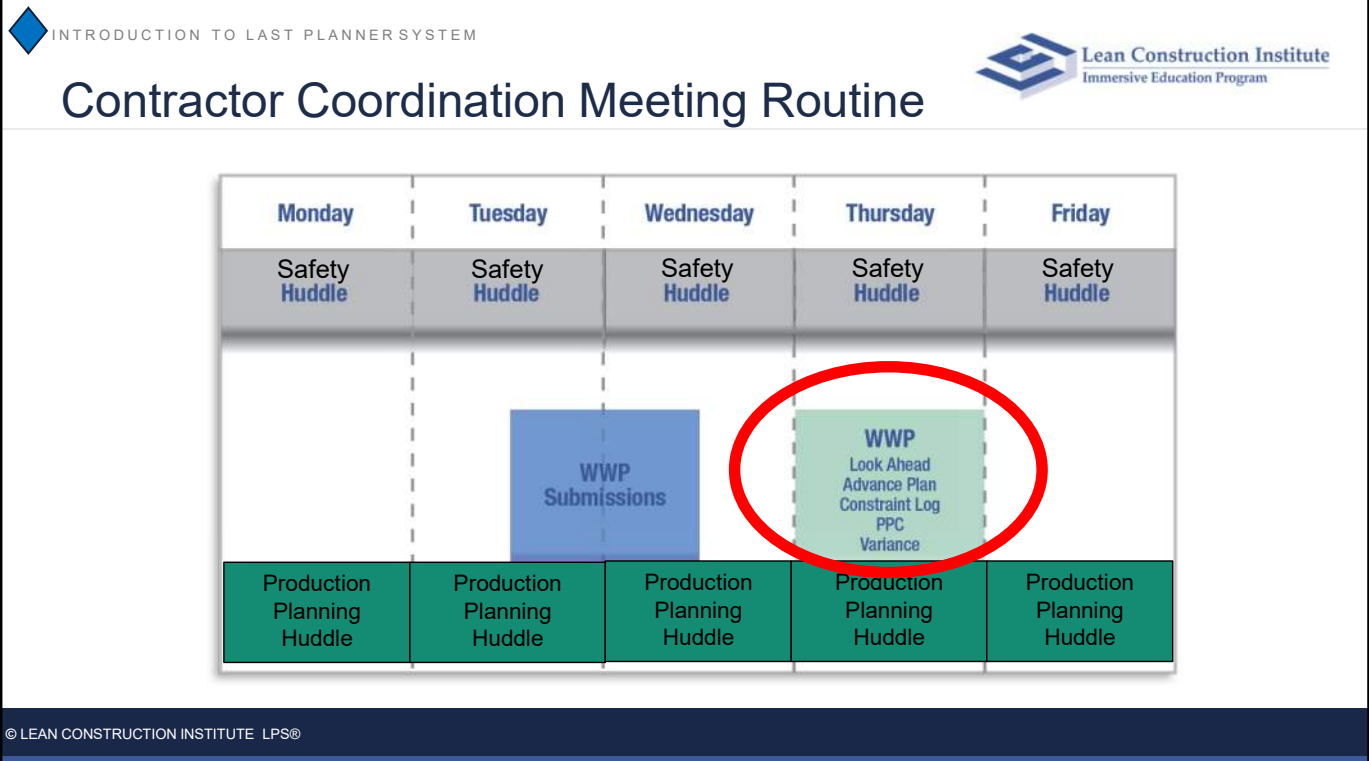 INTRODUCTION TO LAST PLANNER SYSTEM
Lean Construction Institute
Immersive Education Program
Contractor Coordination Meeting Routine
Monday Tuesday Wednesday Thursday Friday
Safety Safety Safety Safety Safety
Huddle Huddle Huddle Huddle Huddle
WWP
Submissions
WWP
Look Ahead
Advance Plan
Constraint Log
PPC
Variance
Production Production Production Production Production
Planning Planning Planning Planning Planning
Huddle Huddle Huddle Huddle Huddle
© LEAN CONSTRUCTION INSTITUTE LPS®